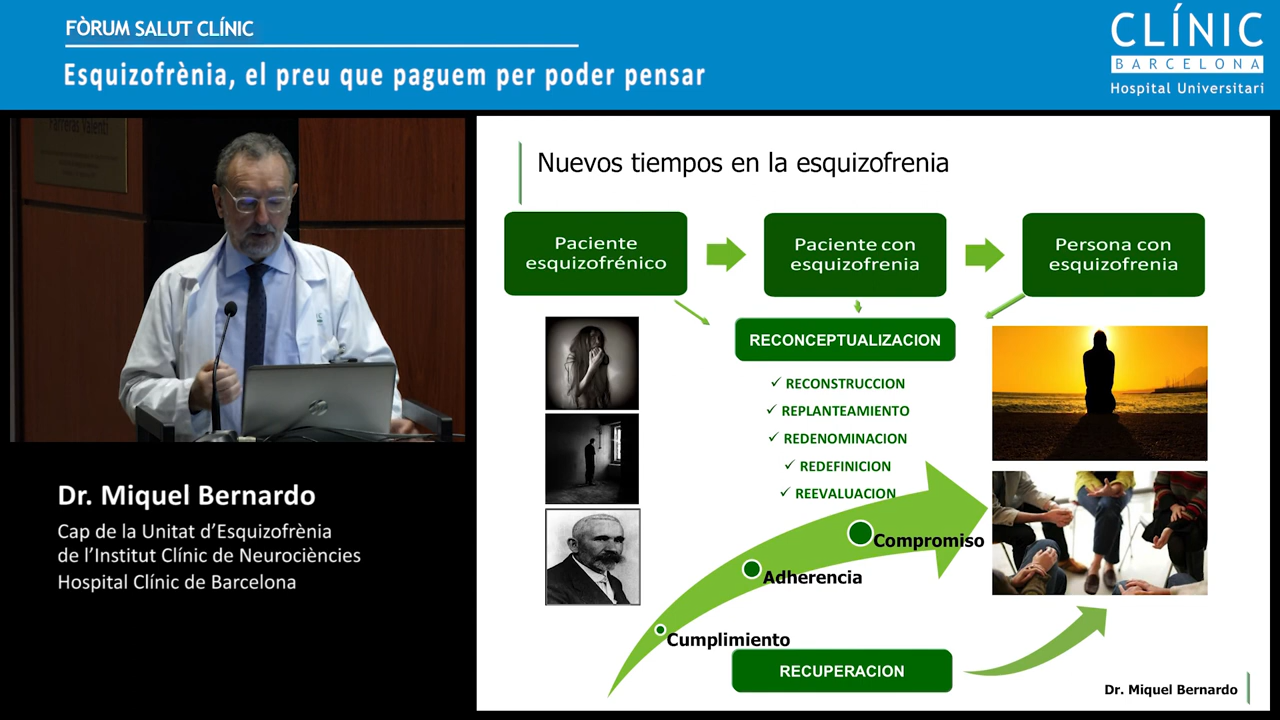 FÒRUM SALUT CLÍNIC
Esquizofrènia, el preu que paguem per poder pensar
CLÍNIC
BARCELONA
Hospital Universitari
Farreras Valentí
Nuevos tiempos en la esquizofrenia
Paciente
esquizofrénico
Paciente con
esquizofrenia
Persona con
esquizofrenia
RECONCEPTUALIZACION
✓ RECONSTRUCCION
✓ REPLANTEAMIENTO
✓ REDENOMINACION
✓ REDEFINICION
✓ REEVALUACION
Compromiso
Adherencia
Cumplimiento
RECUPERACION
Dr. Miquel Bernardo
Dr. Miquel Bernardo
Cap de la Unitat d'Esquizofrènia
de l'Institut Clínic de Neurociències
Hospital Clínic de Barcelona